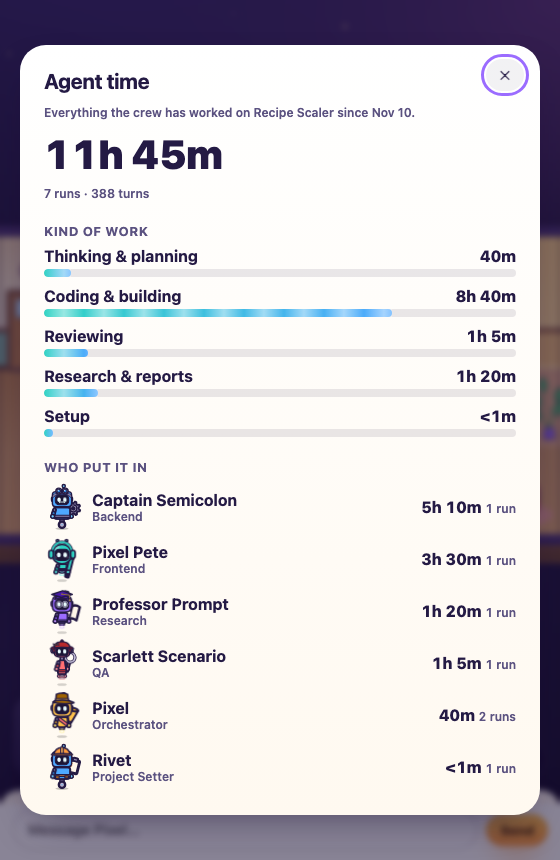 Agent time
Everything the crew has worked on Recipe Scaler since Nov 10.
11h 45m
7 runs · 388 turns
KIND OF WORK
Thinking & planning 40m
Coding & building 8h 40m
Reviewing 1h 5m
Research & reports 1h 20m
Setup <1m
WHO PUT IT IN
Captain Semicolon
Backend
5h 10m 1 run
Pixel Pete
Frontend
3h 30m 1 run
Professor Prompt
Research
1h 20m 1 run
Scarlett Scenario
QA
1h 5m 1 run
Pixel
Orchestrator
40m 2 runs
Rivet
Project Setter
<1m 1 run
Message Pixel...
Send